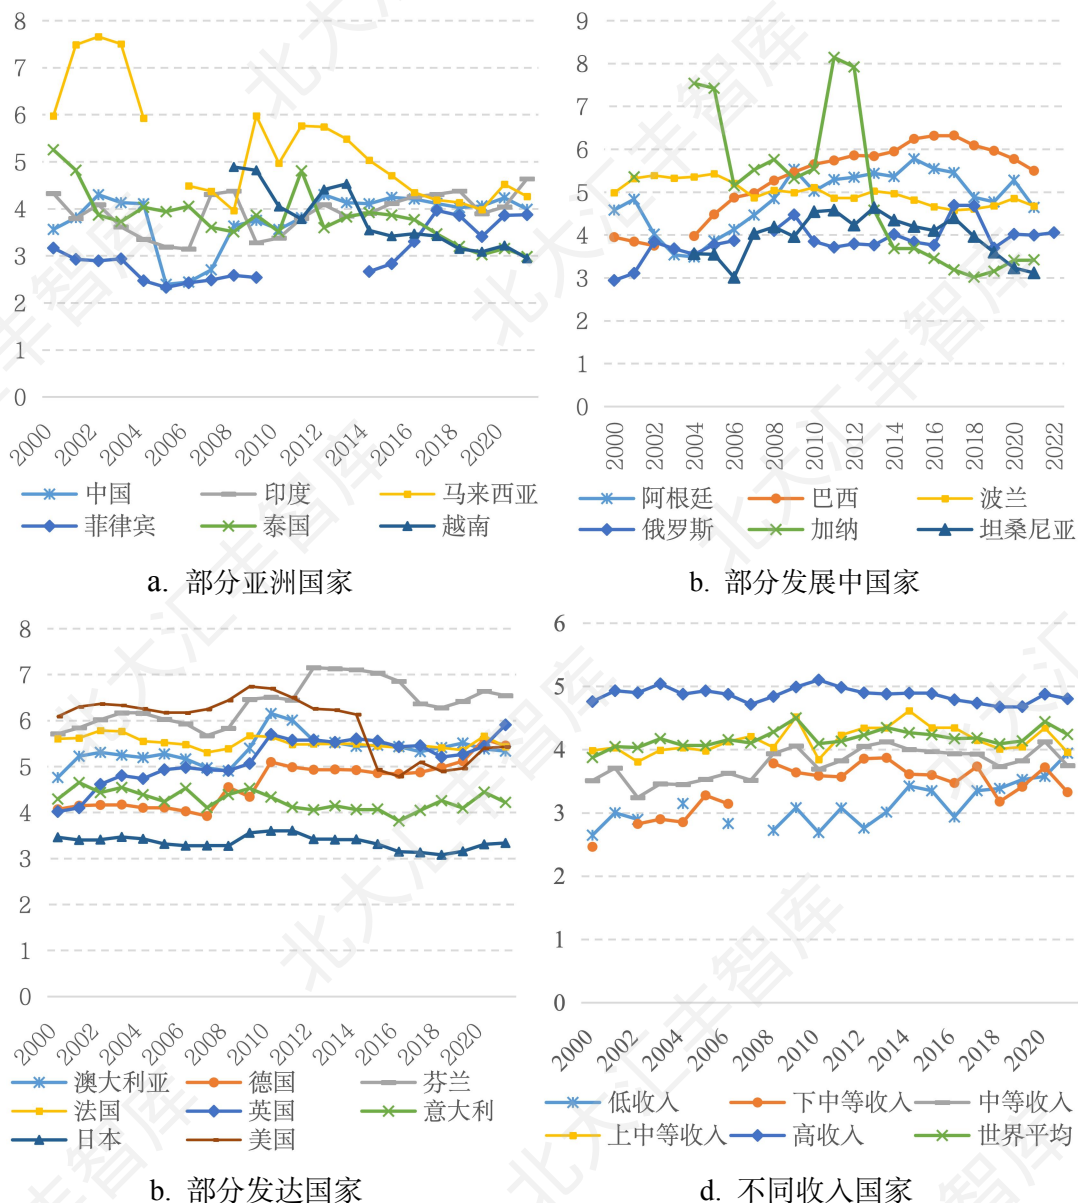 8
7
6
5
4
3
2
1
0
2000 2002 2004 2006 2008 2010 2012 2014 2016 2018 2020
中国 印度 马来西亚
菲律宾 泰国 越南
a. 部分亚洲国家
9
8
7
6
5
4
3
2
1
0
2000 2002 2004 2006 2008 2010 2012 2014 2016 2018 2020 2022
阿根廷 巴西 波兰
俄罗斯 加纳 坦桑尼亚
b. 部分发展中国家
8
7
6
5
4
3
2
1
0
2000 2002 2004 2006 2008 2010 2012 2014 2016 2018 2020
澳大利亚 德国 芬兰
法国 英国 意大利
日本 美国
b. 部分发达国家
6
5
4
3
2
1
0
2000 2002 2004 2006 2008 2010 2012 2014 2016 2018 2020
低收入 下中等收入 中等收入
上中等收入 高收入 世界平均
d. 不同收入国家
北大汇丰智库